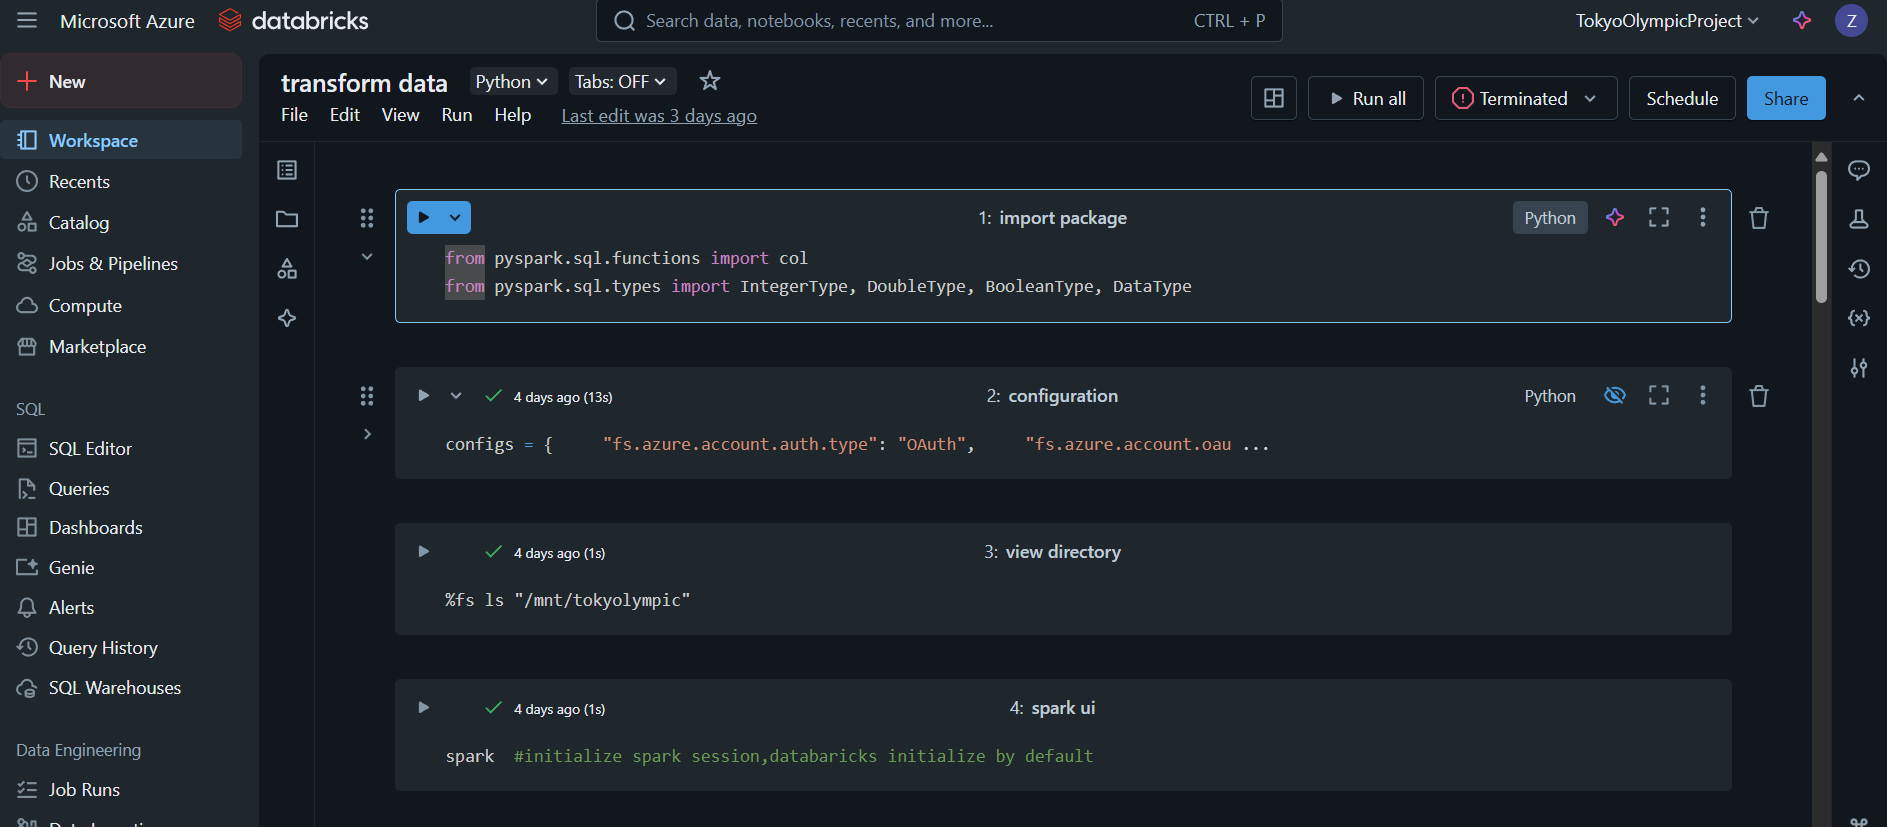 Microsoft Azure databricks
Search data, notebooks, recents, and more... CTRL + P
TokyoOlympicProject Z
New
Workspace
Recents
Catalog
Jobs & Pipelines
Compute
Marketplace
SQL
SQL Editor
Queries
Dashboards
Genie
Alerts
Query History
SQL Warehouses
Data Engineering
Job Runs
transform data Python Tabs: OFF
File Edit View Run Help Last edit was 3 days ago
Run all Terminated Schedule Share
1: import package Python
from pyspark.sql.functions import col
from pyspark.sql.types import IntegerType, DoubleType, BooleanType, DataType
4 days ago (13s) 2: configuration Python
configs = { "fs.azure.account.auth.type": "OAuth", "fs.azure.account.oau ...
4 days ago (1s) 3: view directory
%fs ls "/mnt/tokyolympic"
4 days ago (1s) 4: spark ui
spark #initialize spark session,databaricks initialize by default